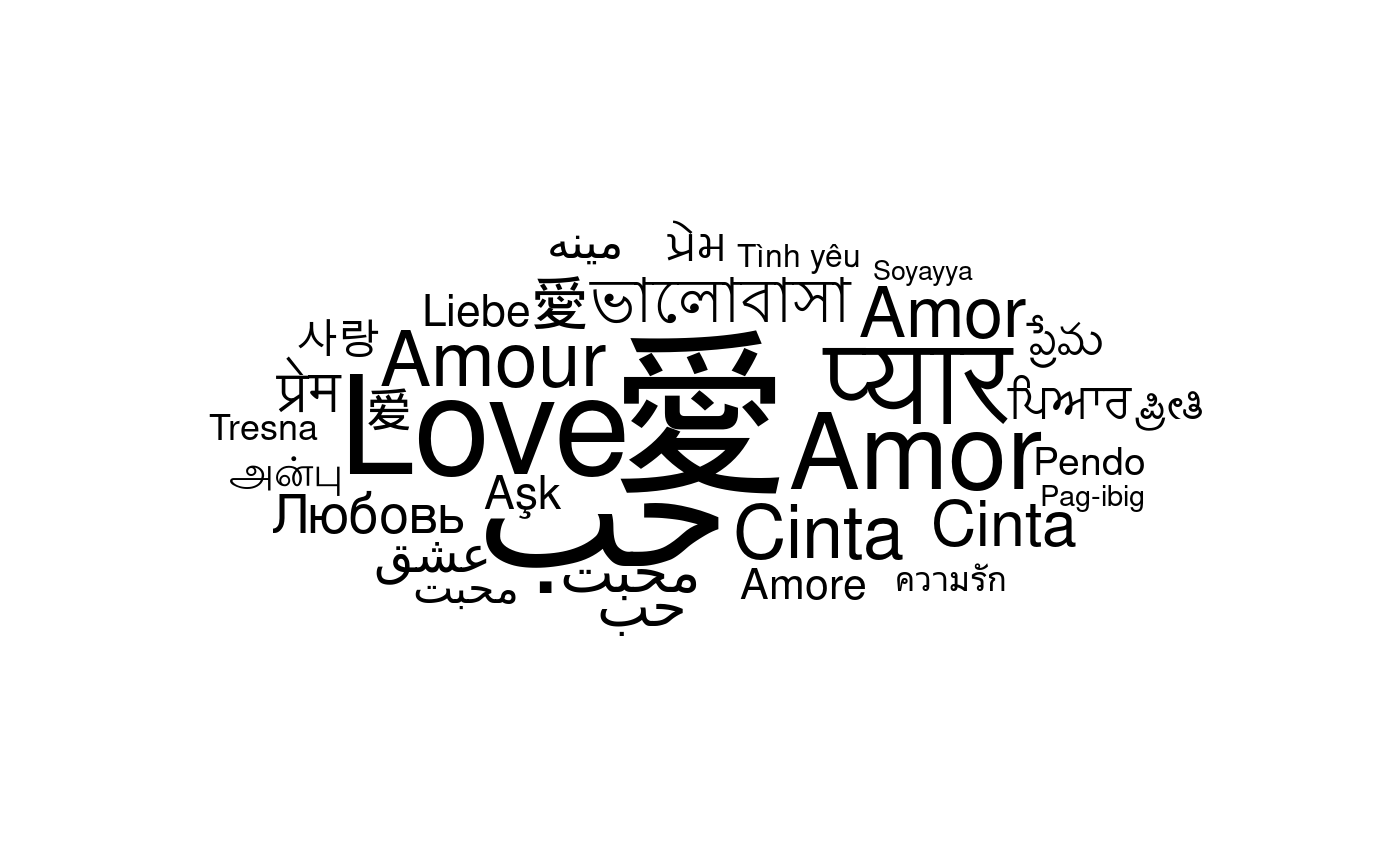 مينه
પ્રેમ
Tình yêu
Soyayya
Liebe
愛
ভালোবাসা
Amor
사랑
Amour
愛
प्यार
ప్రేమ
प्रेम
Love
愛
ਪਿਆਰ
ಪ್ರೀತಿ
Tresna
Amor
அன்பு
Pendo
Aşk
Pag-ibig
Любовь
حب
Cinta
Cinta
عشق
محبت
محبت
Amore
ความรัก
حب